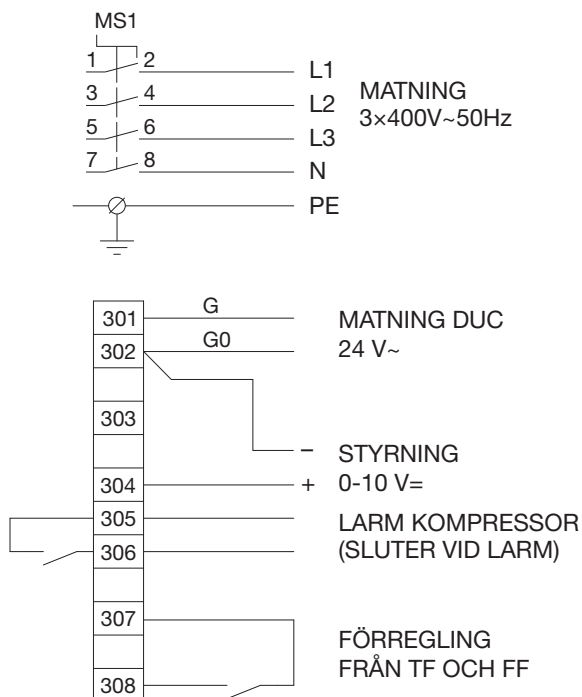 MS1
1 2 L1
3 4 L2 MATNING
5 6 L3 3×400V~50Hz
7 8 N
PE
301 G MATNING DUC
302 G0 24 V~
303
− STYRNING
304 + 0-10 V=
305 LARM KOMPRESSOR
306 (SLUTER VID LARM)
307
FÖRREGLING
308 FRÅN TF OCH FF